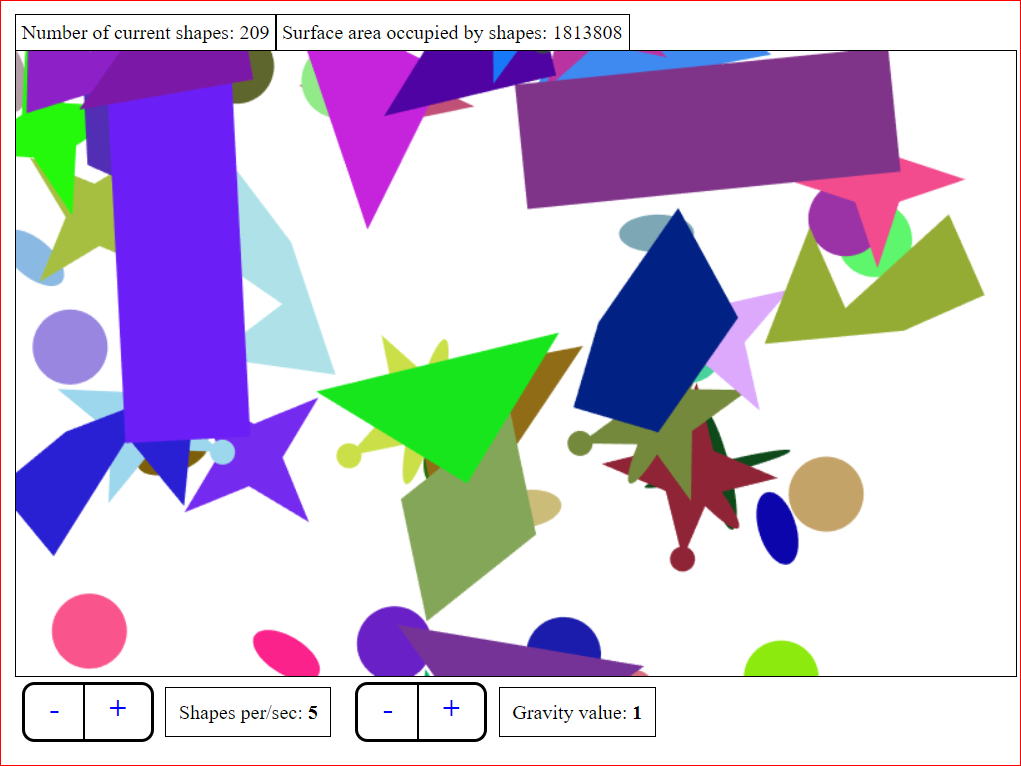 Number of current shapes: 209 Surface area occupied by shapes: 1813808
- + Shapes per/sec: 5 - + Gravity value: 1